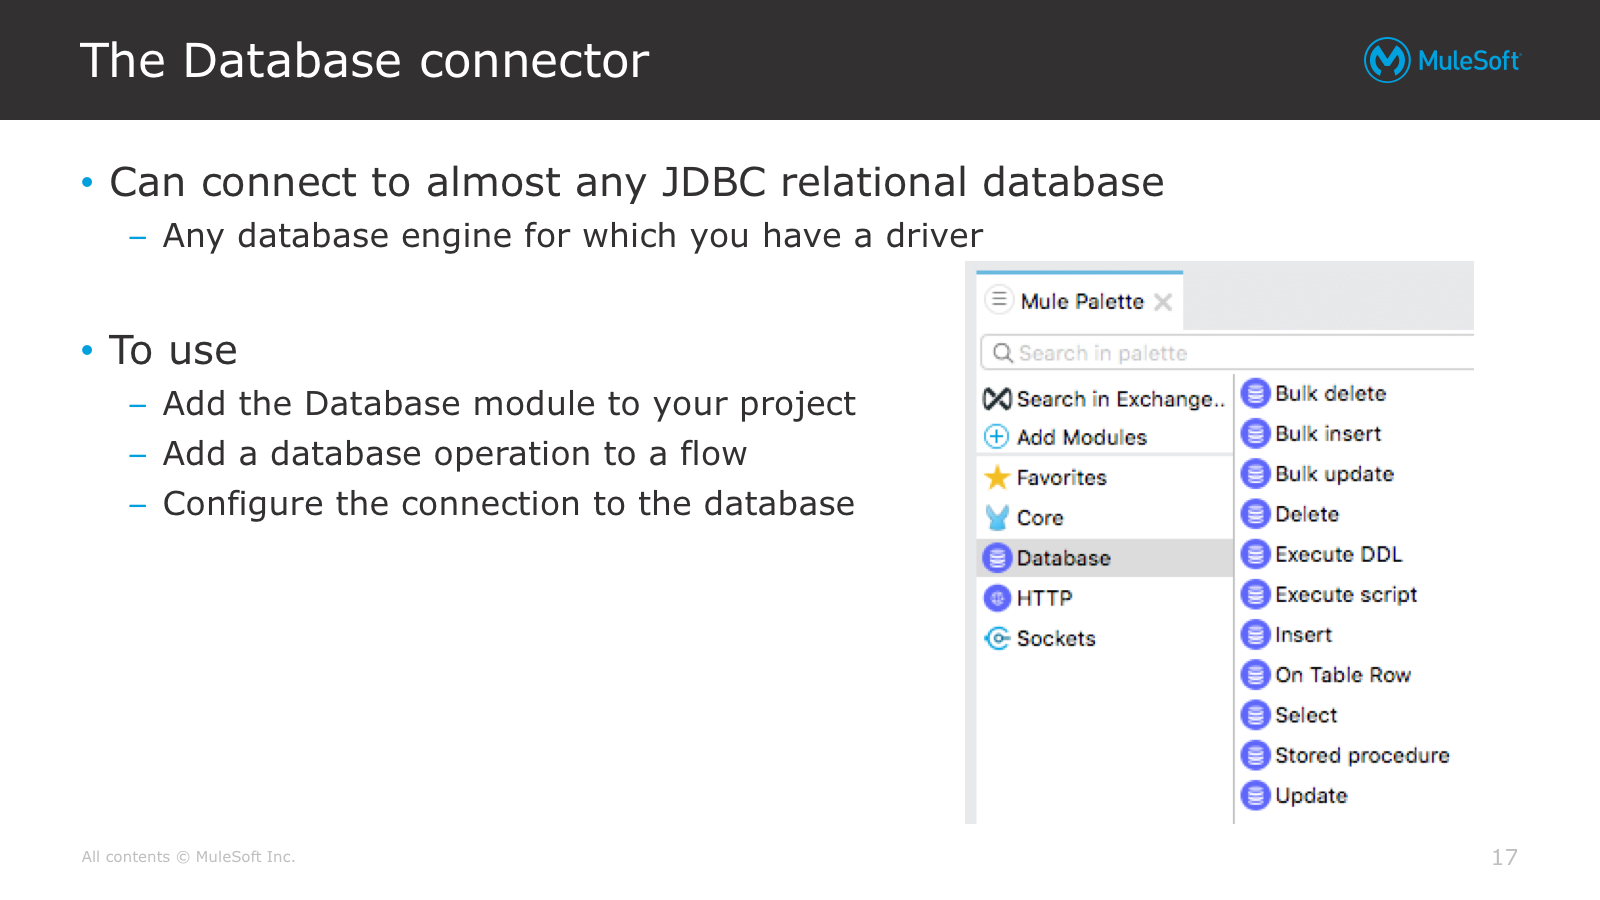 The Database connector
MuleSoft
• Can connect to almost any JDBC relational database
– Any database engine for which you have a driver
• To use
– Add the Database module to your project
– Add a database operation to a flow
– Configure the connection to the database
Mule Palette
Search in palette
Search in Exchange..
Add Modules
Favorites
Core
Database
HTTP
Sockets
Bulk delete
Bulk insert
Bulk update
Delete
Execute DDL
Execute script
Insert
On Table Row
Select
Stored procedure
Update
All contents © MuleSoft Inc.
17